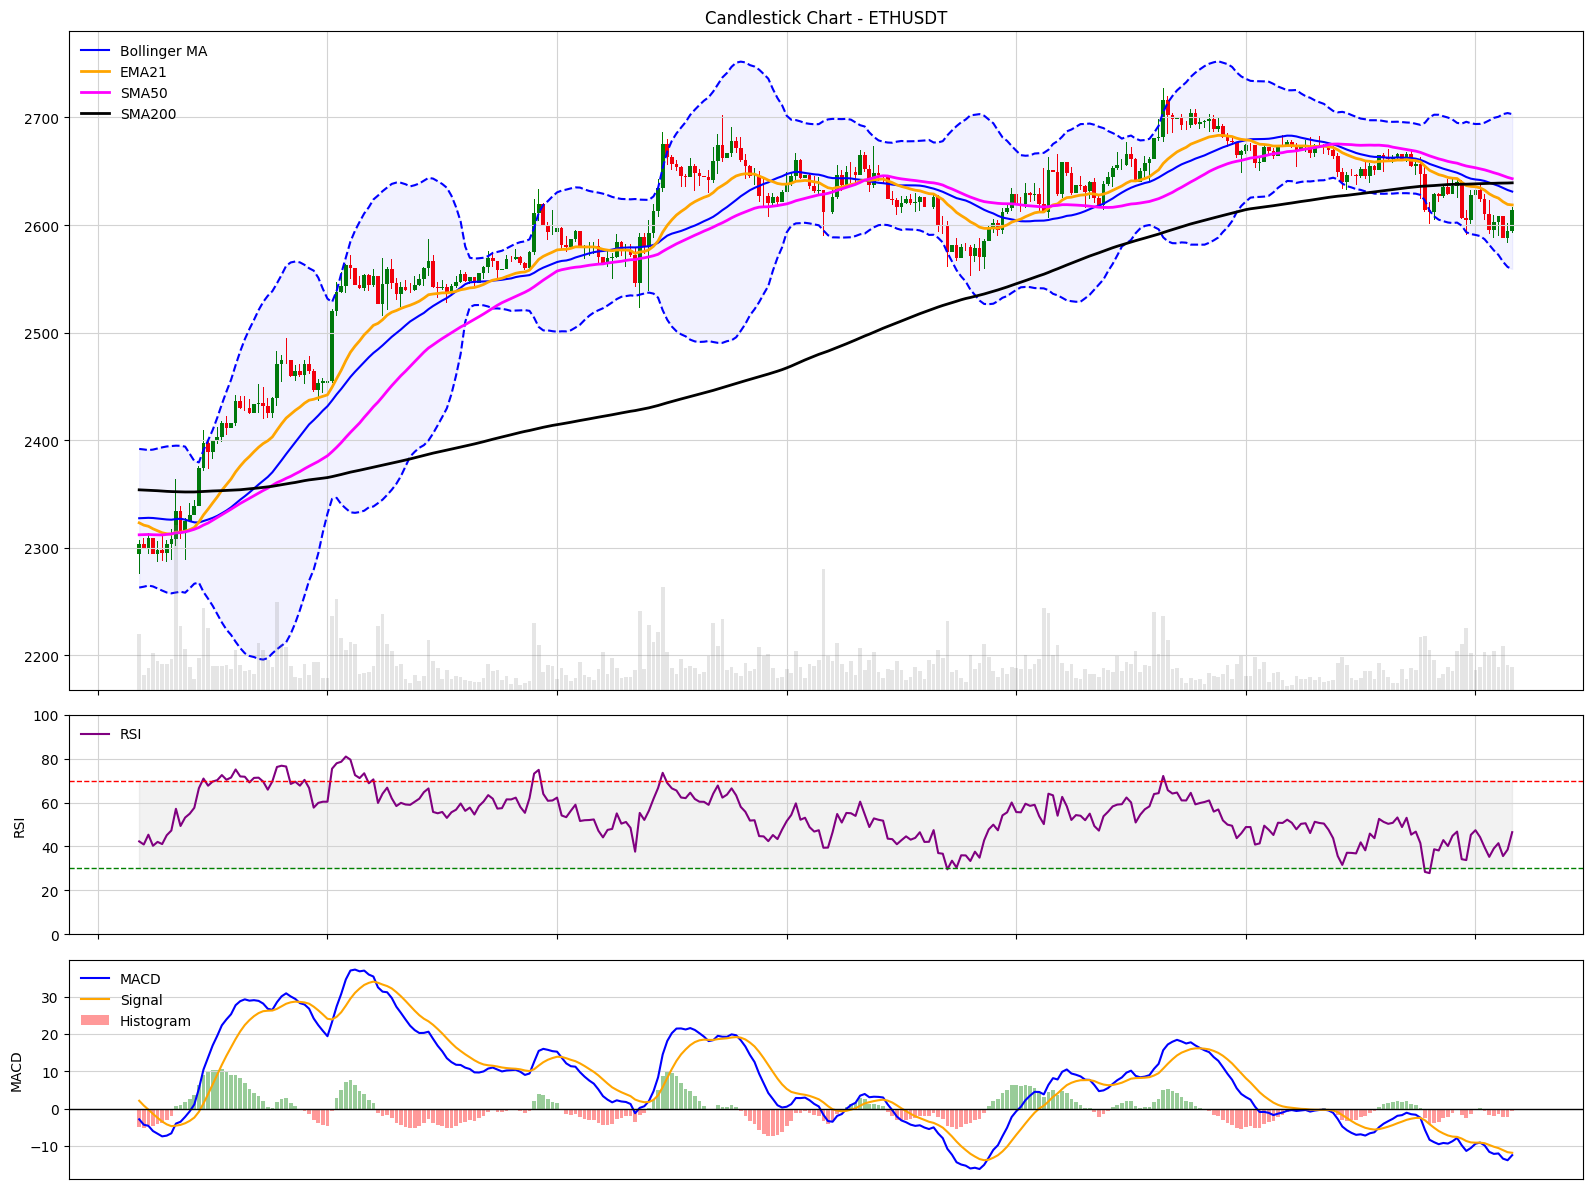 Candlestick Chart - ETHUSDT
Bollinger MA
EMA21
SMA50
SMA200
2700
2600
2500
2400
2300
2200
RSI
100
80
60
40
20
0
RSI
MACD
Signal
Histogram
30
20
10
0
−10
MACD